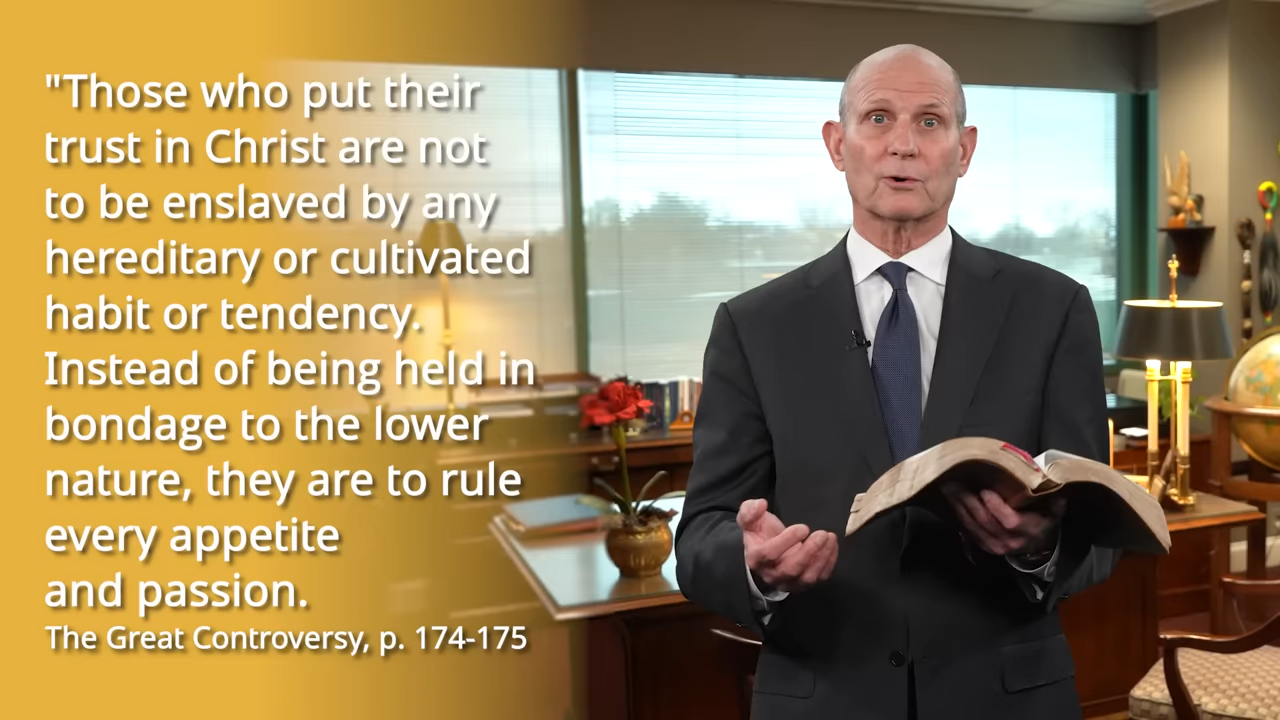 "Those who put their
trust in Christ are not
to be enslaved by any
hereditary or cultivated
habit or tendency.
Instead of being held in
bondage to the lower
nature, they are to rule
every appetite
and passion.
The Great Controversy, p. 174-175